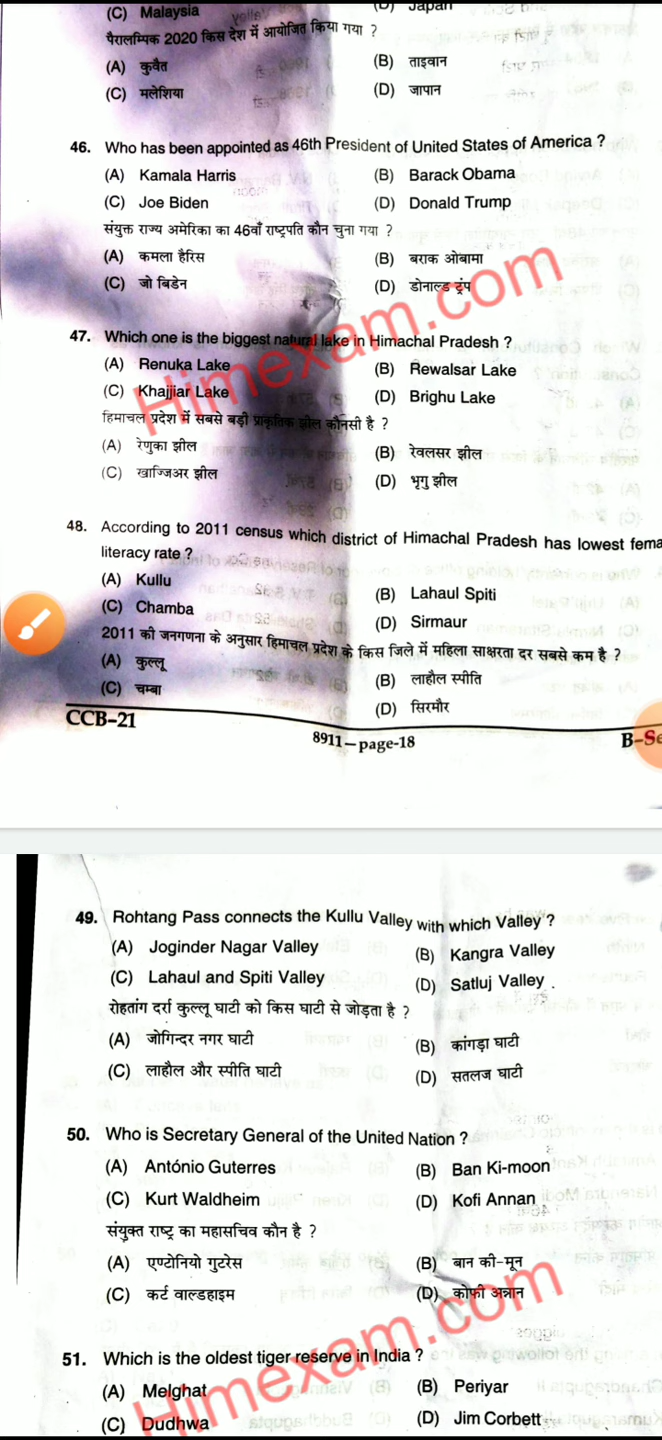 (C) Malaysia (D) Japan
पैरालम्पिक 2020 किस देश में आयोजित किया गया ?
(A) कुवैत (B) ताइवान
(C) मलेशिया (D) जापान
46. Who has been appointed as 46th President of United States of America ?
(A) Kamala Harris (B) Barack Obama
(C) Joe Biden (D) Donald Trump
संयुक्त राज्य अमेरिका का 46वाँ राष्ट्रपति कौन चुना गया ?
(A) कमला हैरिस (B) बराक ओबामा
(C) जो बिडेन (D) डोनाल्ड ट्रंप
47. Which one is the biggest natural lake in Himachal Pradesh ?
(A) Renuka Lake (B) Rewalsar Lake
(C) Khajjiar Lake (D) Brighu Lake
हिमाचल प्रदेश में सबसे बड़ी प्राकृतिक झील कौनसी है ?
(A) रेणुका झील (B) रेवलसर झील
(C) खाज्जिअर झील (D) भृगु झील
Himexam.com
48. According to 2011 census which district of Himachal Pradesh has lowest fema
literacy rate ?
(A) Kullu (B) Lahaul Spiti
(C) Chamba (D) Sirmaur
2011 की जनगणना के अनुसार हिमाचल प्रदेश के किस जिले में महिला साक्षरता दर सबसे कम है ?
(A) कुल्लू (B) लाहौल स्पीति
(C) चम्बा (D) सिरमौर
CCB–21 8911–page-18 B–Se
49. Rohtang Pass connects the Kullu Valley with which Valley ?
(A) Joginder Nagar Valley (B) Kangra Valley
(C) Lahaul and Spiti Valley (D) Satluj Valley .
रोहतांग दर्रा कुल्लू घाटी को किस घाटी से जोड़ता है ?
(A) जोगिन्दर नगर घाटी (B) कांगड़ा घाटी
(C) लाहौल और स्पीति घाटी (D) सतलज घाटी
50. Who is Secretary General of the United Nation ?
(A) António Guterres (B) Ban Ki-moon
(C) Kurt Waldheim (D) Kofi Annan
संयुक्त राष्ट्र का महासचिव कौन है ?
(A) एण्टोनियो गुटरेस (B) बान की-मून
(C) कर्ट वाल्डहाइम (D) कोफी अन्नान
51. Which is the oldest tiger reserve in India ?
(A) Melghat (B) Periyar
(C) Dudhwa (D) Jim Corbett
Himexam.com